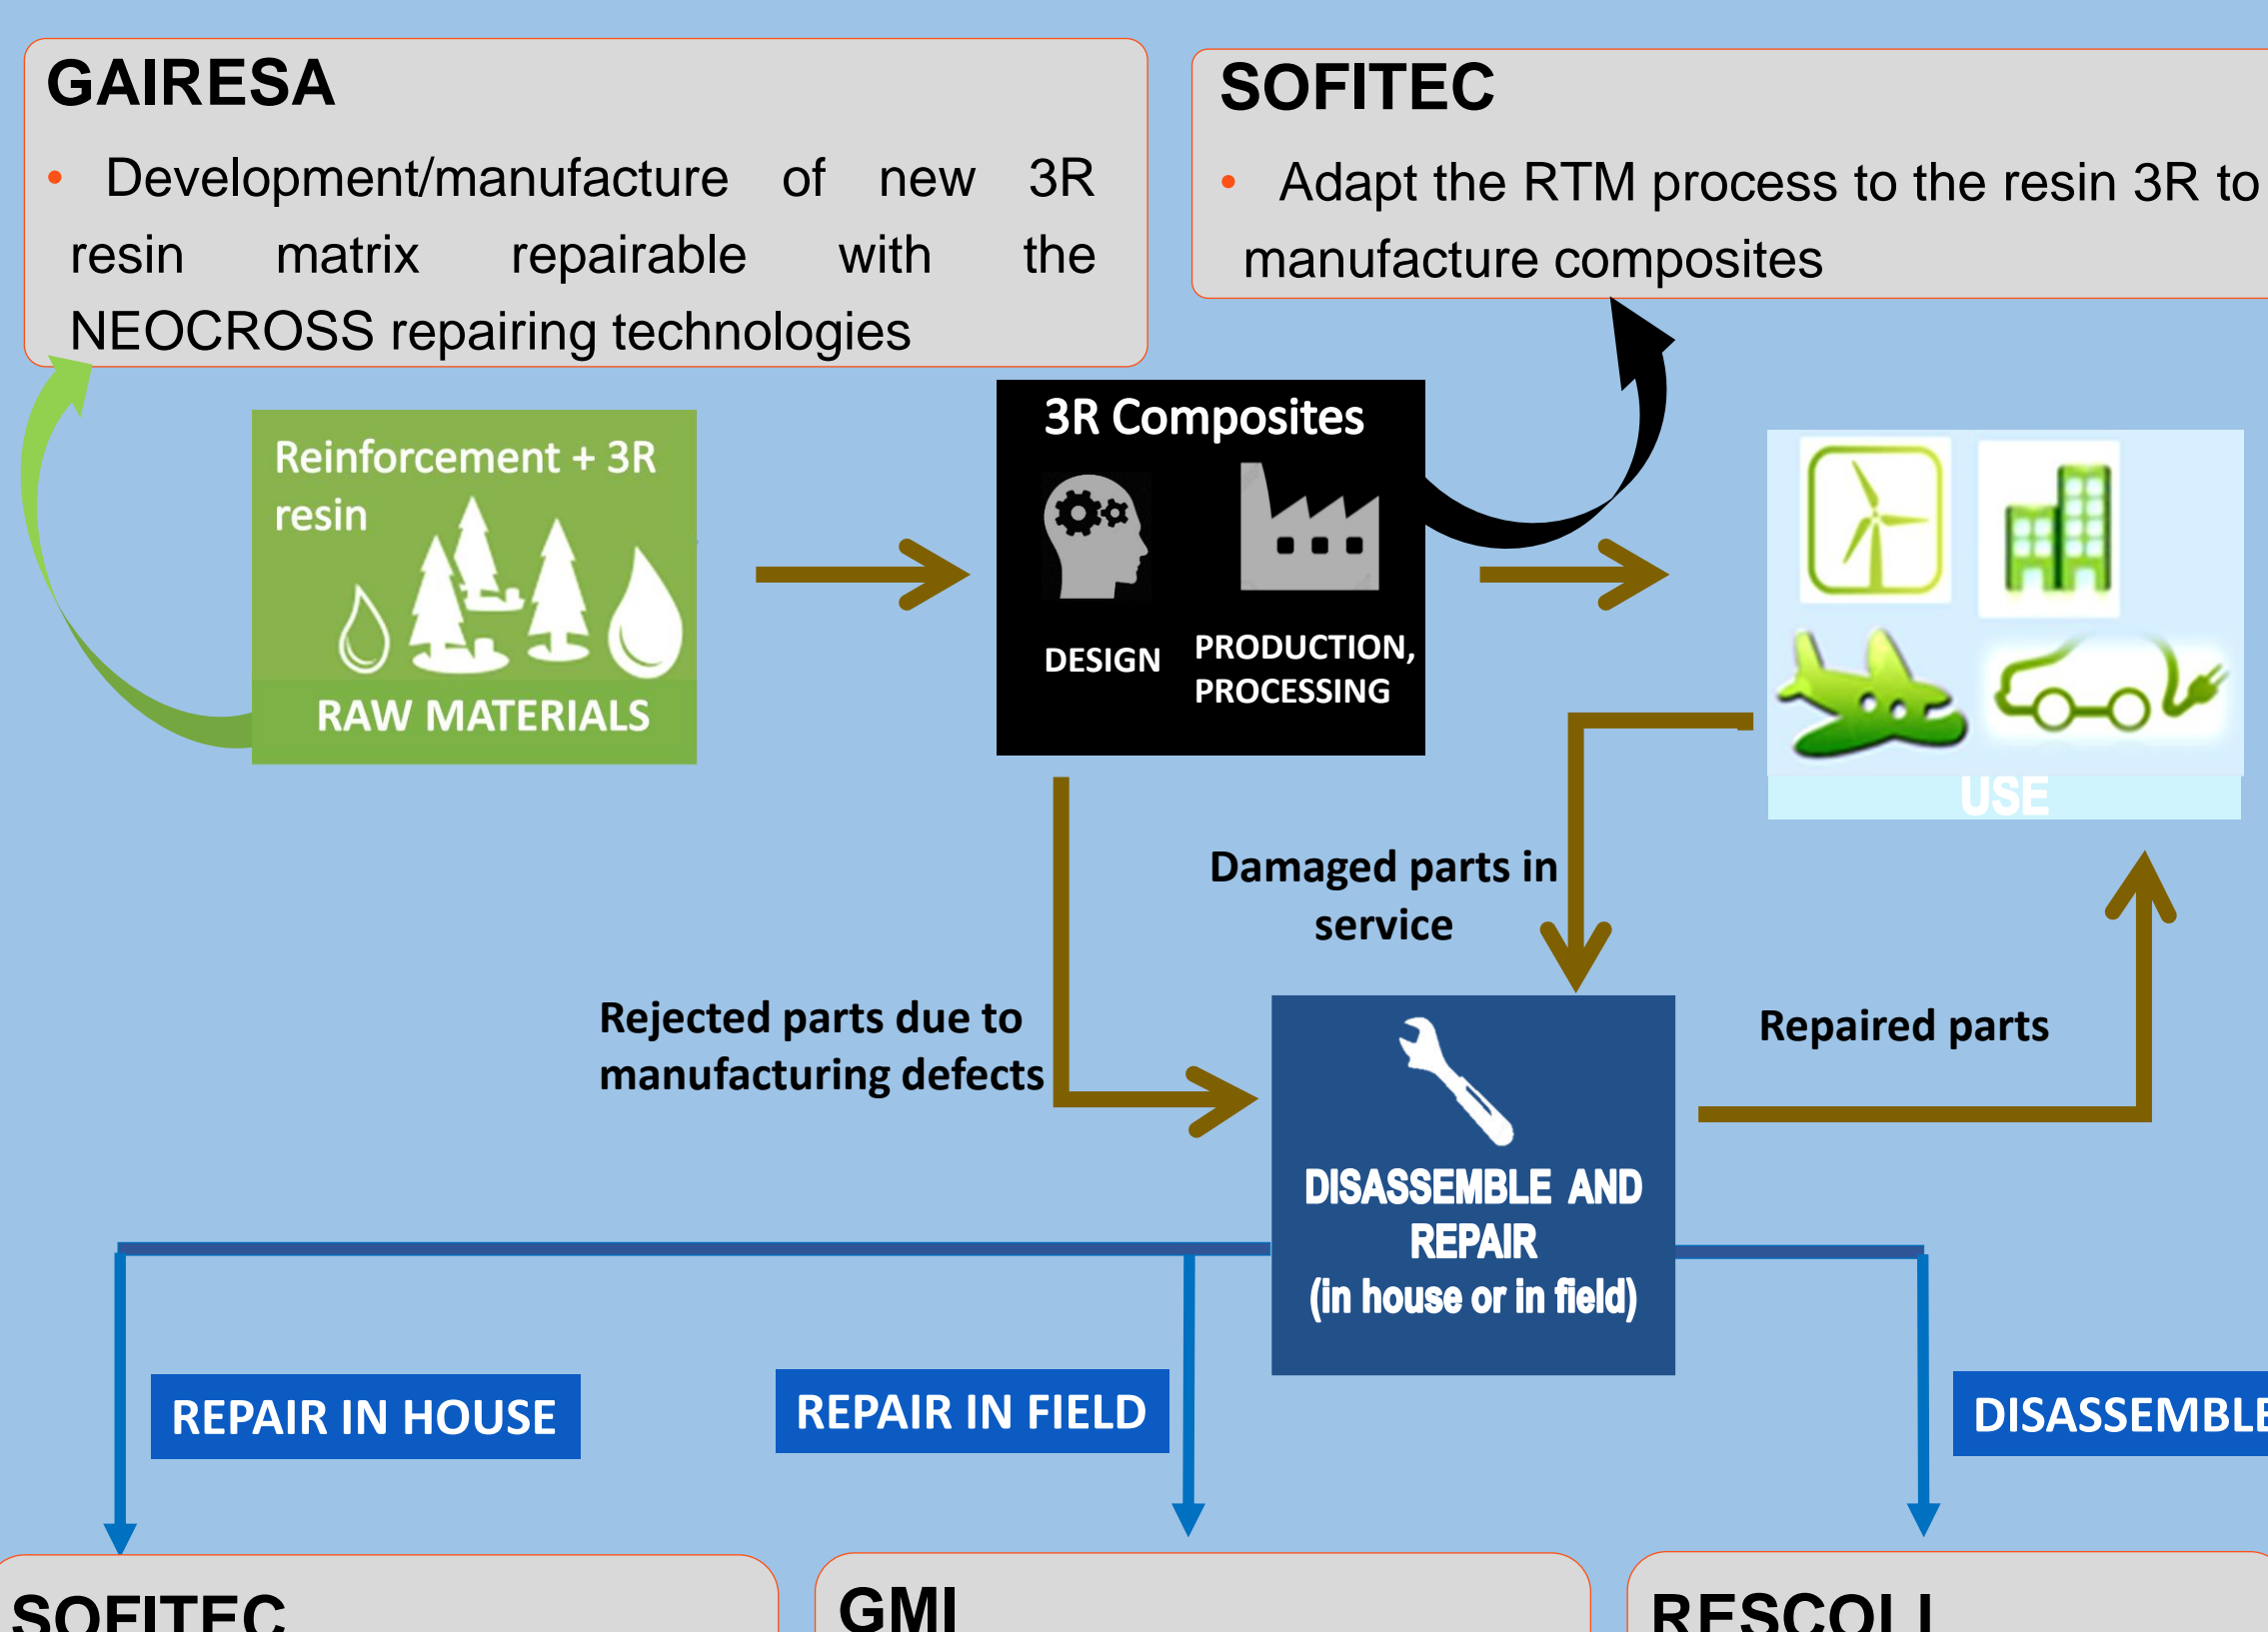 GAIRESA
• Development/manufacture of new 3R
resin matrix repairable with the
NEOCROSS repairing technologies
SOFITEC
• Adapt the RTM process to the resin 3R to
manufacture composites
Reinforcement + 3R
resin
RAW MATERIALS
3R Composites
DESIGN
PRODUCTION,
PROCESSING
USE
Damaged parts in
service
Rejected parts due to
manufacturing defects
Repaired parts
DISASSEMBLE AND
REPAIR
(in house or in field)
REPAIR IN HOUSE
REPAIR IN FIELD
DISASSEMBLE
SOFITEC
GMI
RESCOLL